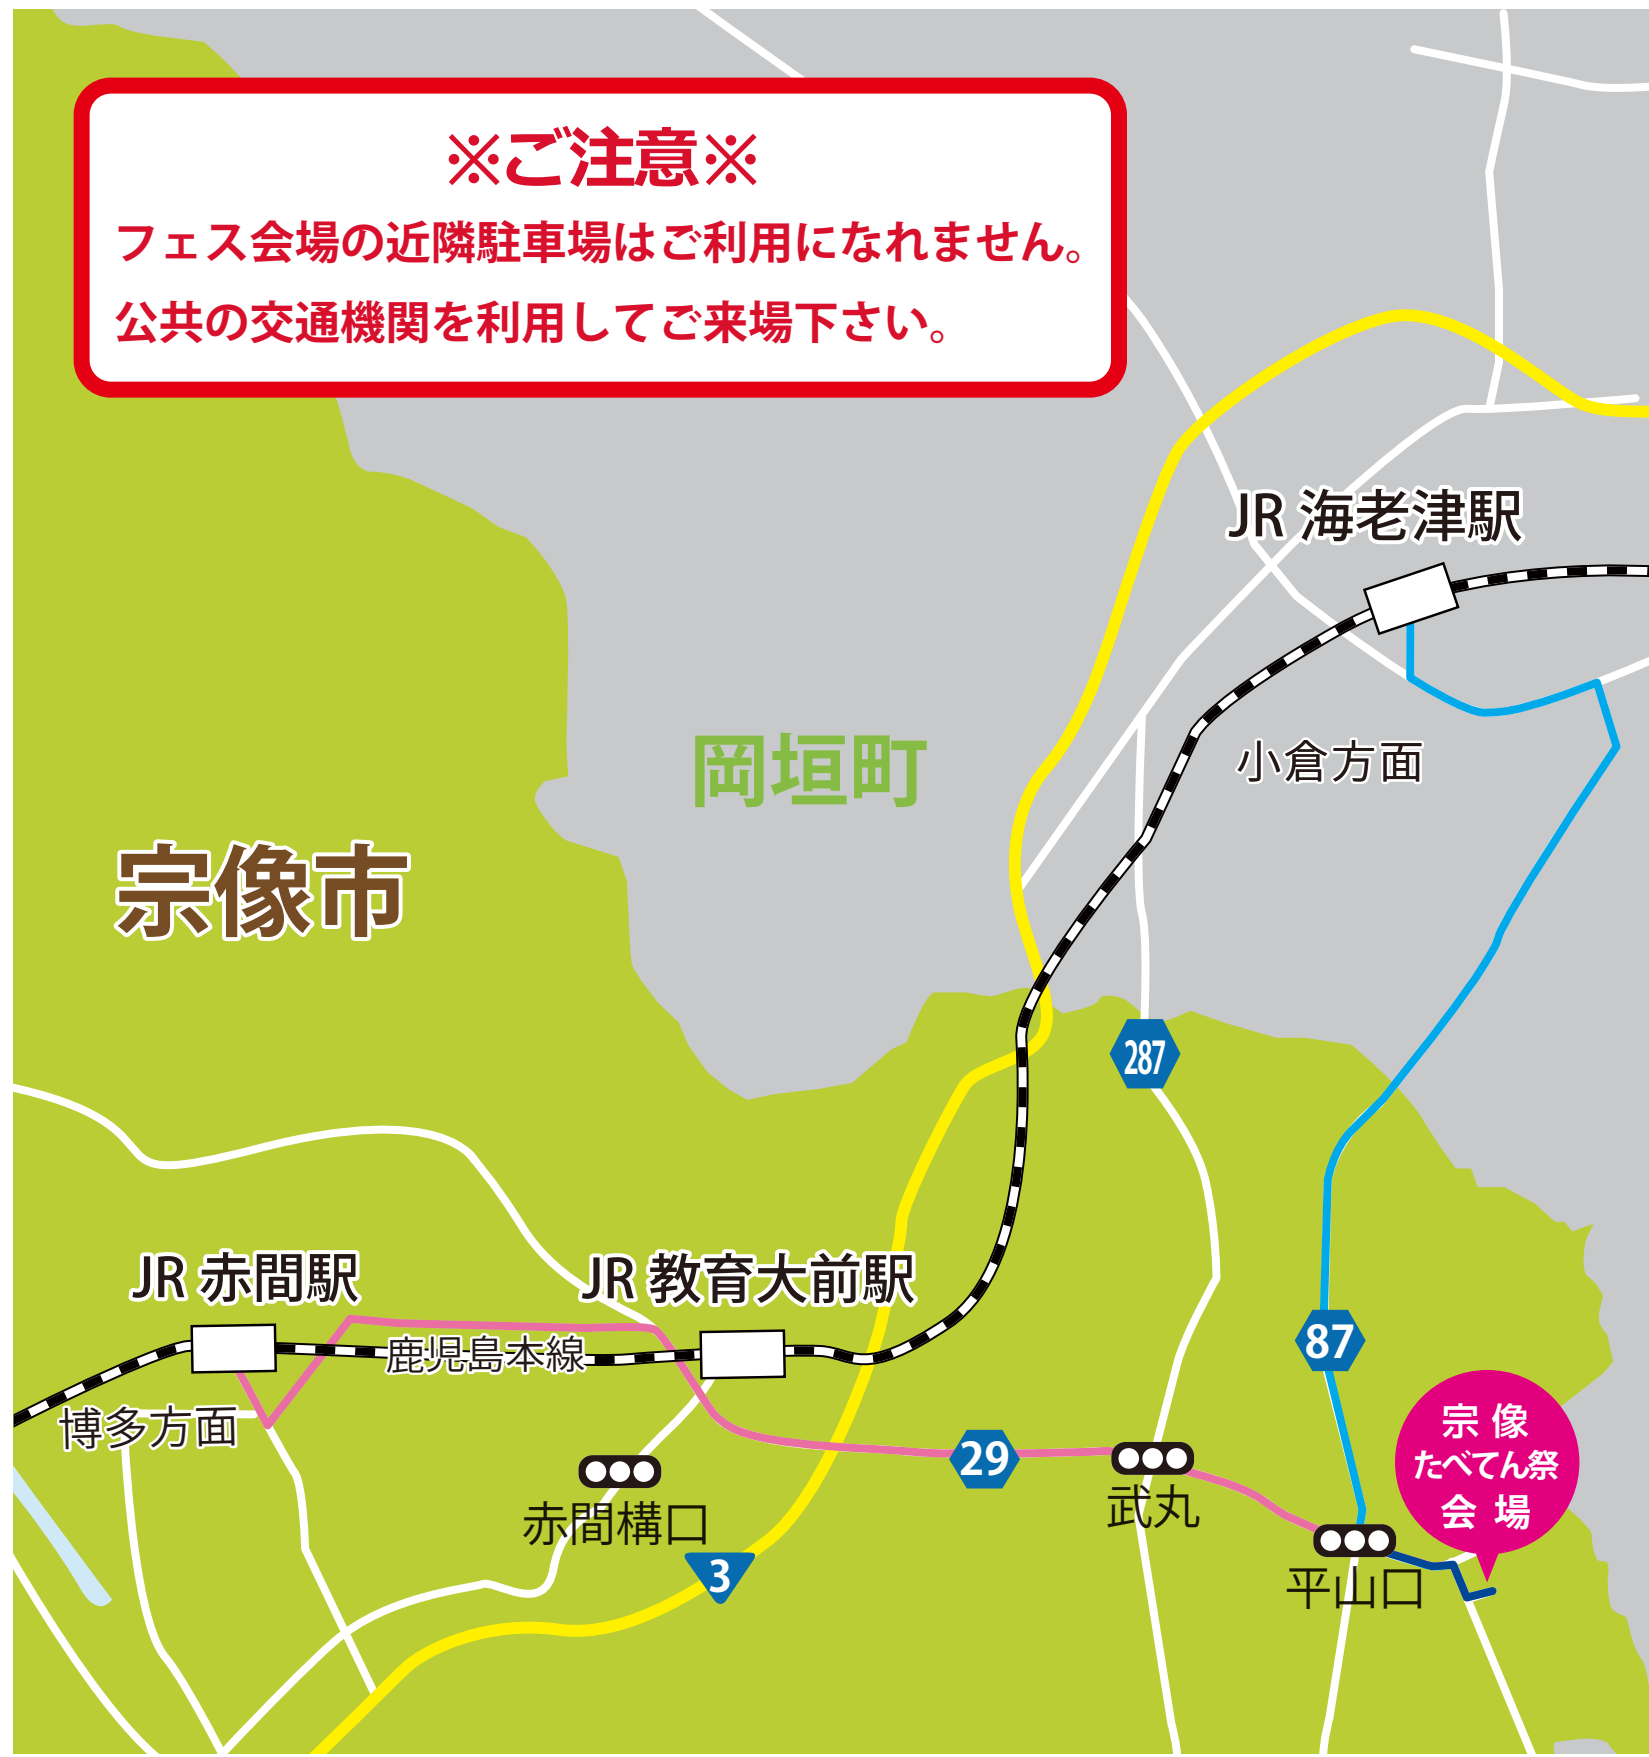 ※ご注意※
フェス会場の近隣駐車場はご利用になれません。
公共の交通機関を利用してご来場下さい。
JR 海老津駅
岡垣町
小倉方面
宗像市
287
JR 赤間駅
JR 教育大前駅
鹿児島本線
87
博多方面
宗像
たべてん祭
会場
29
赤間構口
武丸
3
平山口